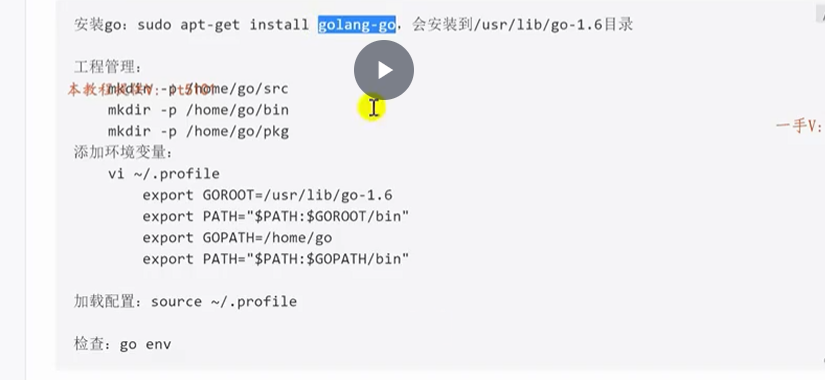 安装go: sudo apt-get install golang-go, 会安装到/usr/lib/go-1.6目录
工程管理:
mkdir -p /home/go/src
mkdir -p /home/go/bin
mkdir -p /home/go/pkg
一手V:
添加环境变量:
vi ~/.profile
export GOROOT=/usr/lib/go-1.6
export PATH="$PATH:$GOROOT/bin"
export GOPATH=/home/go
export PATH="$PATH:$GOPATH/bin"
加载配置: source ~/.profile
检查: go env